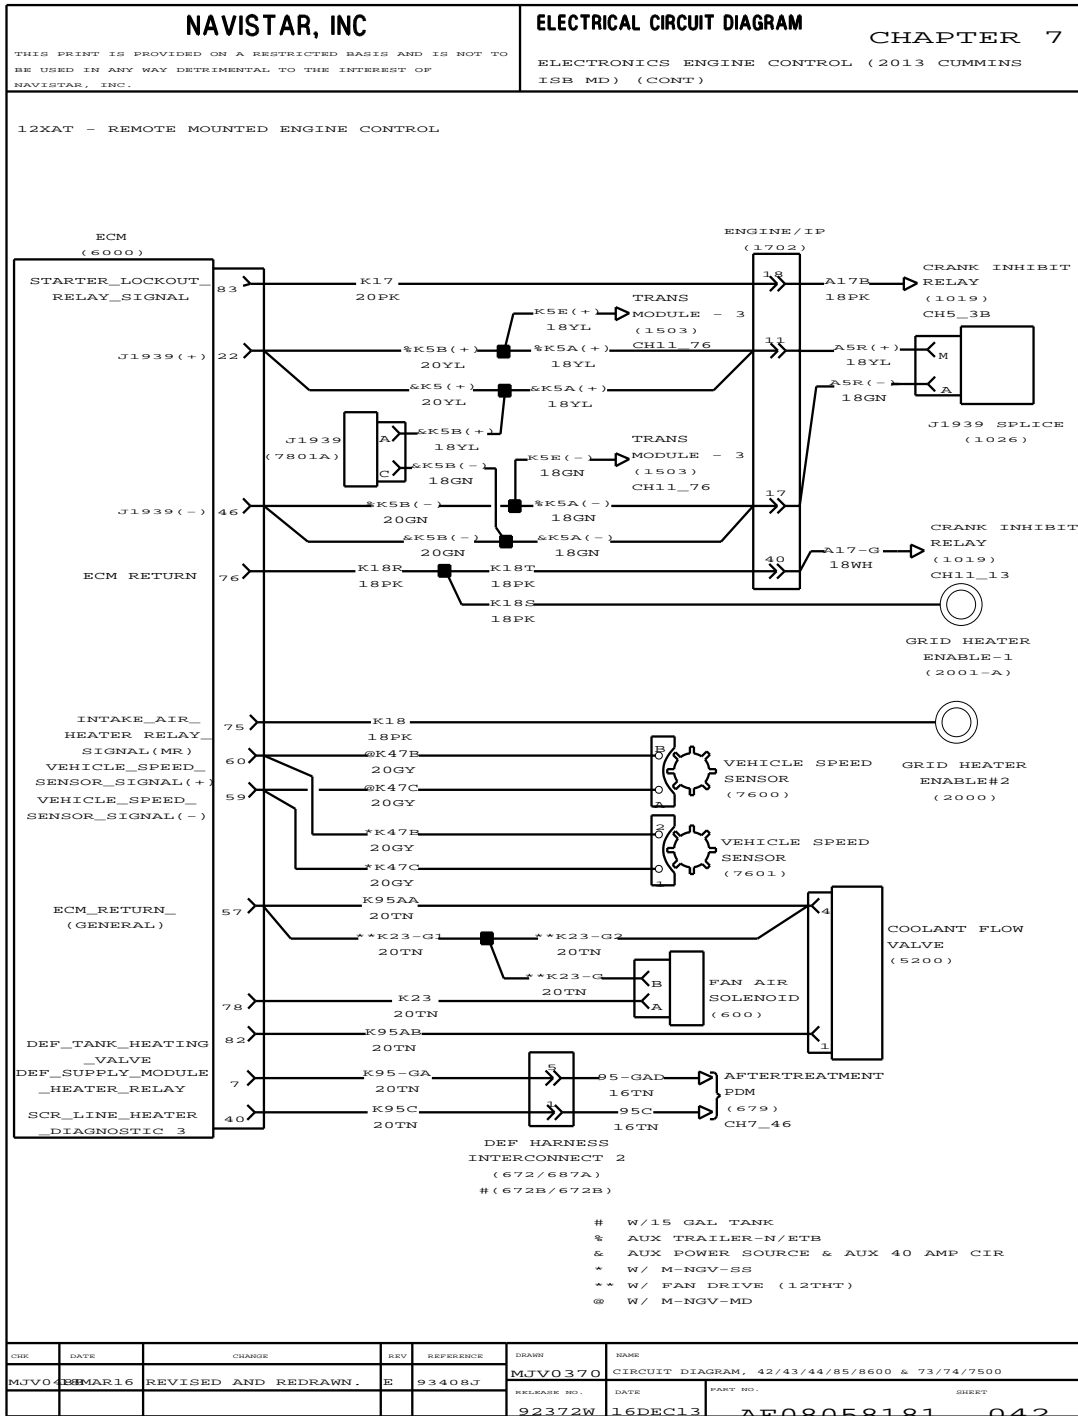 NAVISTAR, INC
THIS PRINT IS PROVIDED ON A RESTRICTED BASIS AND IS NOT TO
BE USED IN ANY WAY DETRIMENTAL TO THE INTEREST OF
NAVISTAR, INC.
ELECTRICAL CIRCUIT DIAGRAM
CHAPTER 7
ELECTRONICS ENGINE CONTROL (2013 CUMMINS
ISB MD) (CONT)
12XAT - REMOTE MOUNTED ENGINE CONTROL
ECM
(6000)
ENGINE/IP
(1702)
STARTER_LOCKOUT_
RELAY_SIGNAL
83
K17
20PK
18
A17B
18PK
CRANK INHIBIT
RELAY
(1019)
CH5_3B
K5E(+)
18YL
TRANS
MODULE - 3
(1503)
CH11_76
J1939(+)
22
%K5B(+)
20YL
%K5A(+)
18YL
11
A5R(+)
18YL
M
&K5(+)
20YL
&K5A(+)
18YL
A5R(-)
18GN
A
J1939 SPLICE
(1026)
J1939
(7801A)
A
&K5B(+)
18YL
C
&K5B(-)
18GN
K5E(-)
18GN
TRANS
MODULE - 3
(1503)
CH11_76
J1939(-)
46
%K5B(-)
20GN
%K5A(-)
18GN
17
&K5B(-)
20GN
&K5A(-)
18GN
CRANK INHIBIT
RELAY
(1019)
CH11_13
A17-G
18WH
ECM RETURN
76
K18R
18PK
K18T
18PK
40
K18S
18PK
GRID HEATER
ENABLE-1
(2001-A)
INTAKE_AIR_
HEATER RELAY_
SIGNAL(MR)
75
K18
18PK
GRID HEATER
ENABLE#2
(2000)
VEHICLE_SPEED_
SENSOR_SIGNAL(+)
60
@K47B
20GY
B
VEHICLE_SPEED_
SENSOR_SIGNAL(-)
59
@K47C
20GY
A
VEHICLE SPEED
SENSOR
(7600)
*K47B
20GY
2
*K47C
20GY
1
VEHICLE SPEED
SENSOR
(7601)
ECM_RETURN_
(GENERAL)
57
K95AA
20TN
4
**K23-G1
20TN
**K23-G2
20TN
COOLANT FLOW
VALVE
(5200)
**K23-G
20TN
B
FAN AIR
SOLENOID
(600)
78
K23
20TN
A
82
K95AB
20TN
1
DEF_TANK_HEATING
_VALVE
DEF_SUPPLY_MODULE
_HEATER_RELAY
7
K95-GA
20TN
5
95-GAD
16TN
AFTERTREATMENT
PDM
(679)
CH7_46
SCR_LINE_HEATER
_DIAGNOSTIC 3
40
K95C
20TN
1
95C
16TN
DEF HARNESS
INTERCONNECT 2
(672/687A)
#(672B/672B)
# W/15 GAL TANK
% AUX TRAILER-N/ETB
& AUX POWER SOURCE & AUX 40 AMP CIR
* W/ M-NGV-SS
** W/ FAN DRIVE (12THT)
@ W/ M-NGV-MD
CHK DATE CHANGE REV REFERENCE
REVISED AND REDRAWN. E 93408J
DRAWN
MJV0370
NAME
CIRCUIT DIAGRAM, 42/43/44/85/8600 & 73/74/7500
RELEASE NO.
92372W
DATE
16DEC13
PART NO.
AF08058181
SHEET
042